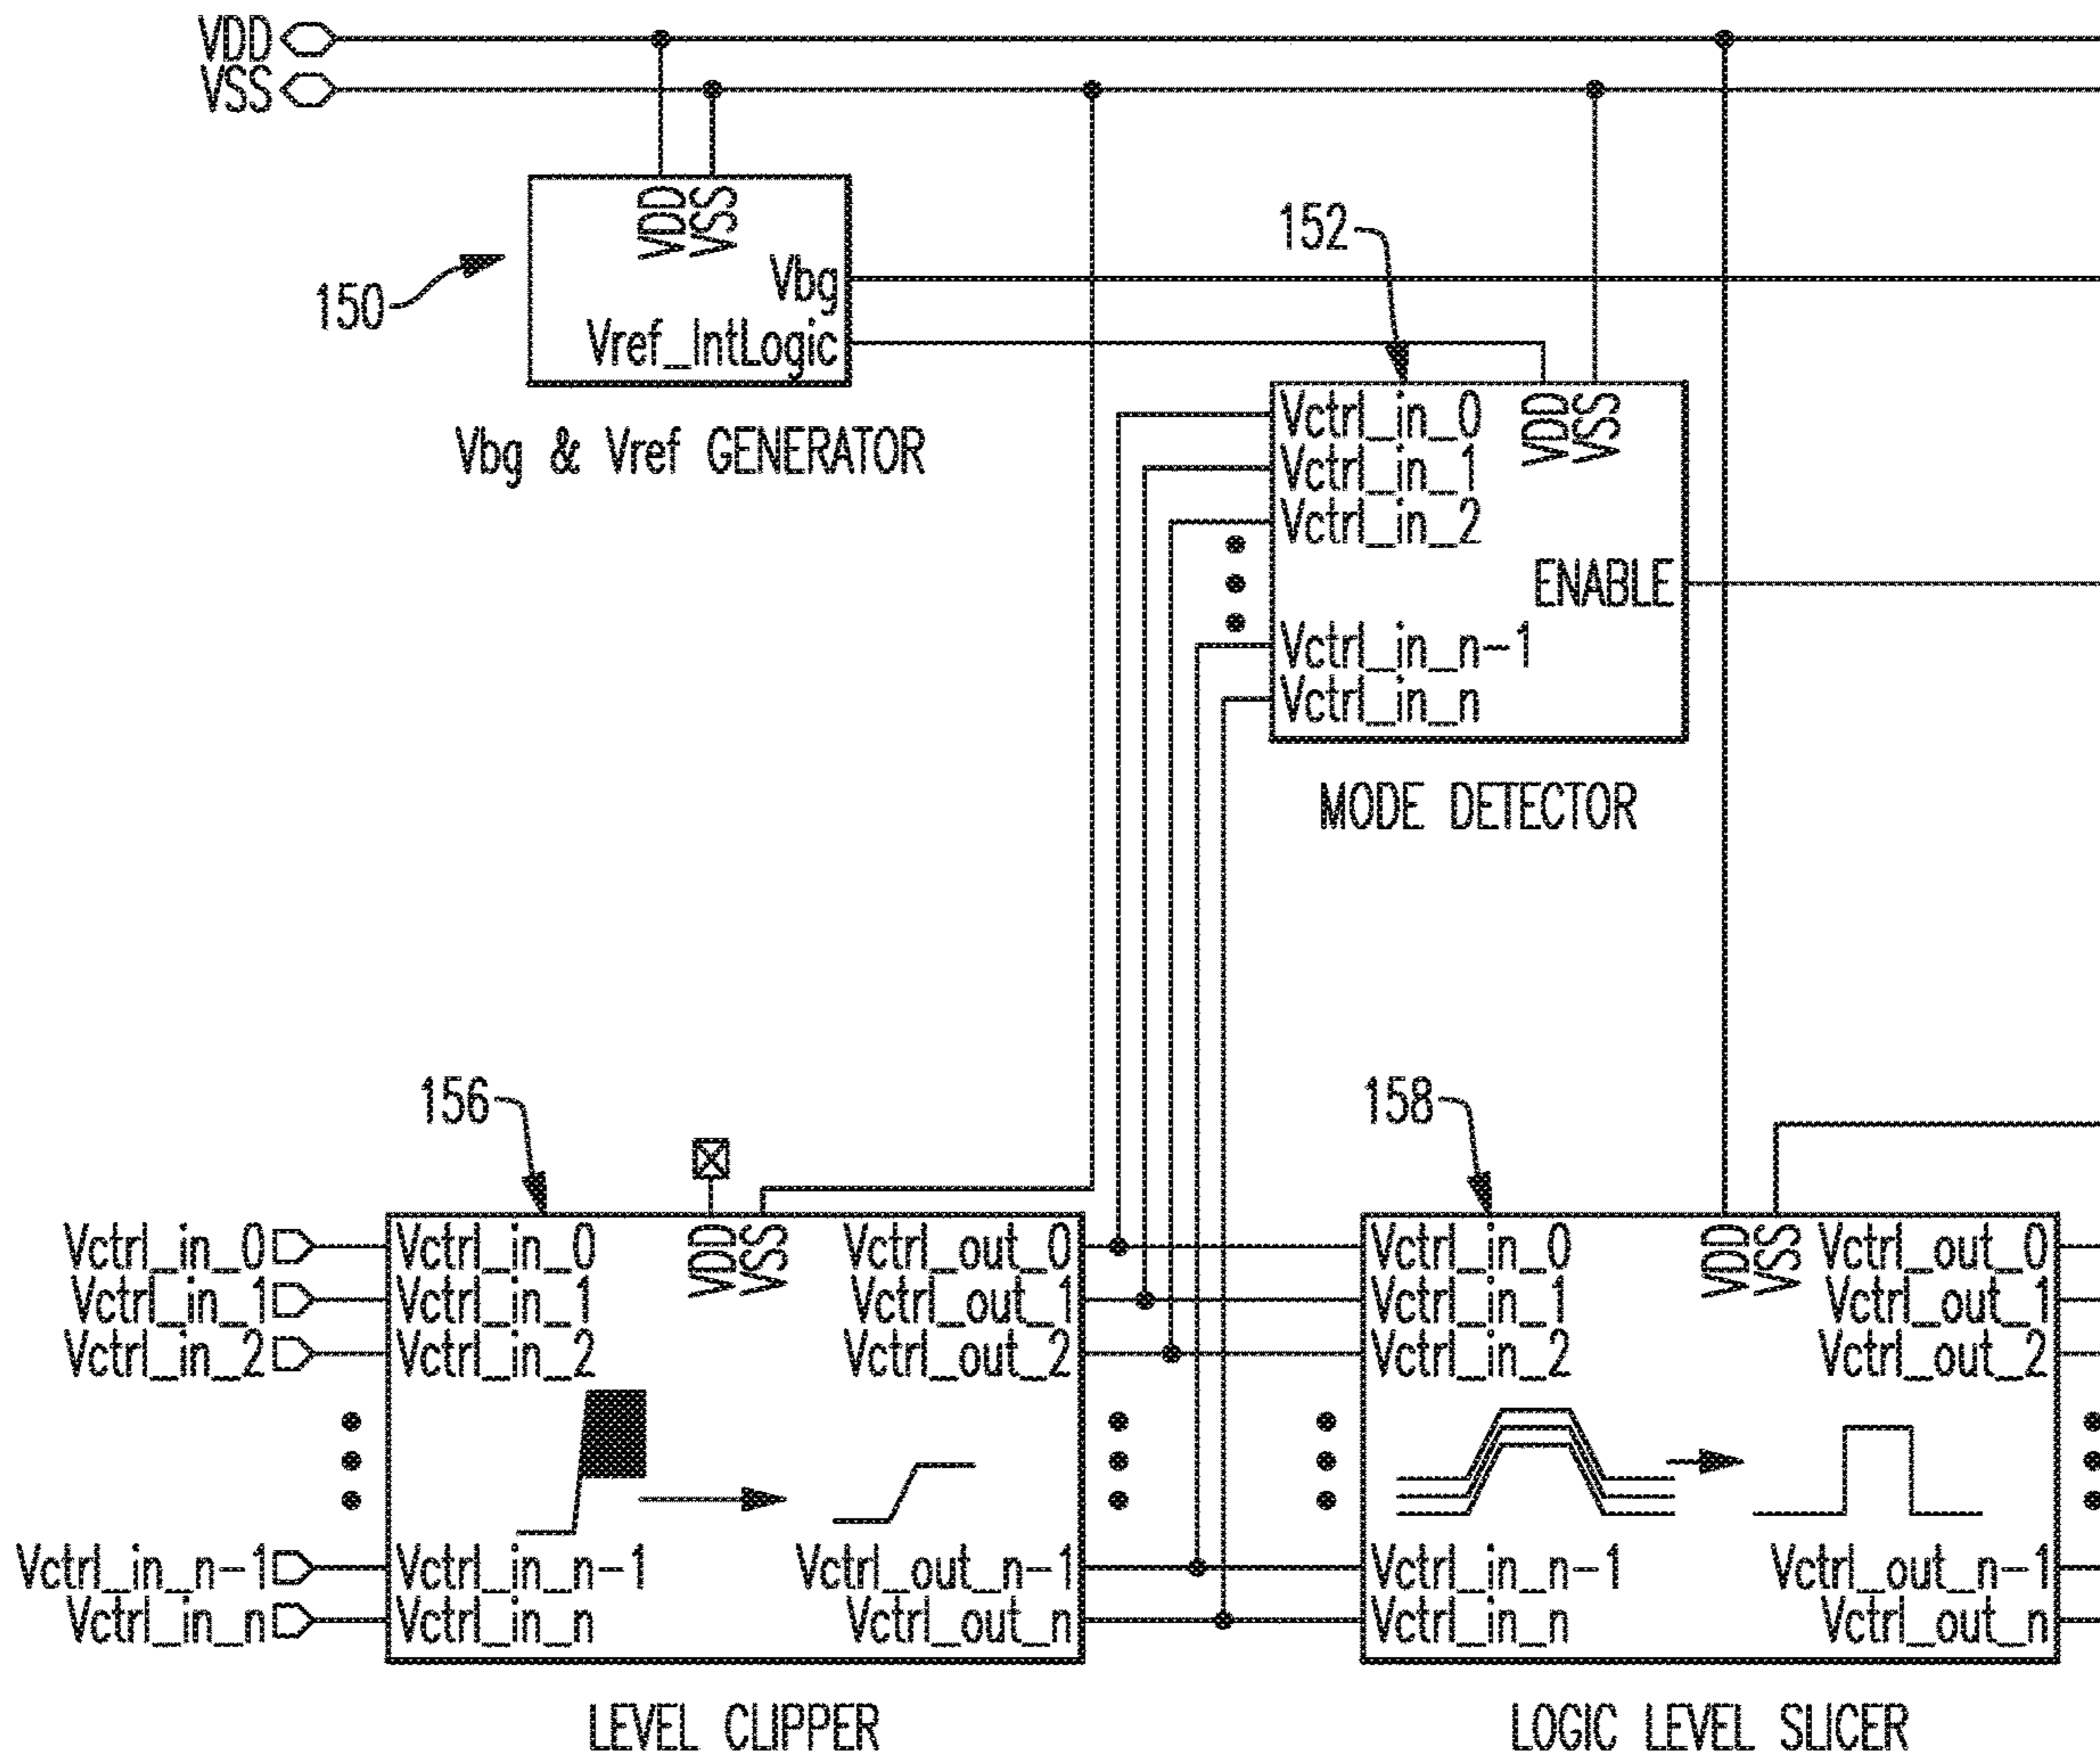 VDD
VSS
VDD
VSS
150
Vbg
Vref_IntLogic
Vbg & Vref GENERATOR
152
Vctrl_in_0
Vctrl_in_1
Vctrl_in_2
Vctrl_in_n-1
Vctrl_in_n
VDD
VSS
ENABLE
MODE DETECTOR
156
Vctrl_in_0
Vctrl_in_1
Vctrl_in_2
Vctrl_in_n-1
Vctrl_in_n
Vctrl_in_0
Vctrl_in_1
Vctrl_in_2
Vctrl_in_n-1
Vctrl_in_n
VDD
VSS
Vctrl_out_0
Vctrl_out_1
Vctrl_out_2
Vctrl_out_n-1
Vctrl_out_n
LEVEL CLIPPER
158
Vctrl_in_0
Vctrl_in_1
Vctrl_in_2
Vctrl_in_n-1
Vctrl_in_n
VDD
VSS
Vctrl_out_0
Vctrl_out_1
Vctrl_out_2
Vctrl_out_n-1
Vctrl_out_n
LOGIC LEVEL SLICER